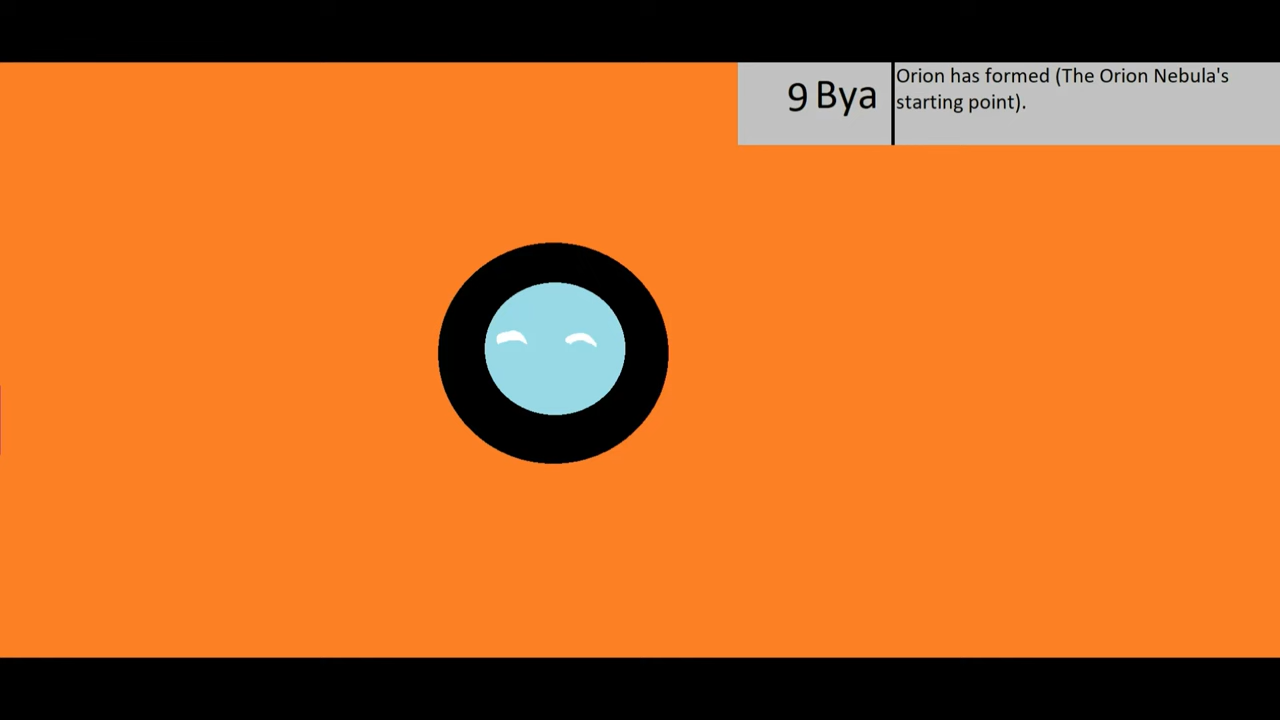 9 Bya
Orion has formed (The Orion Nebula's
starting point).